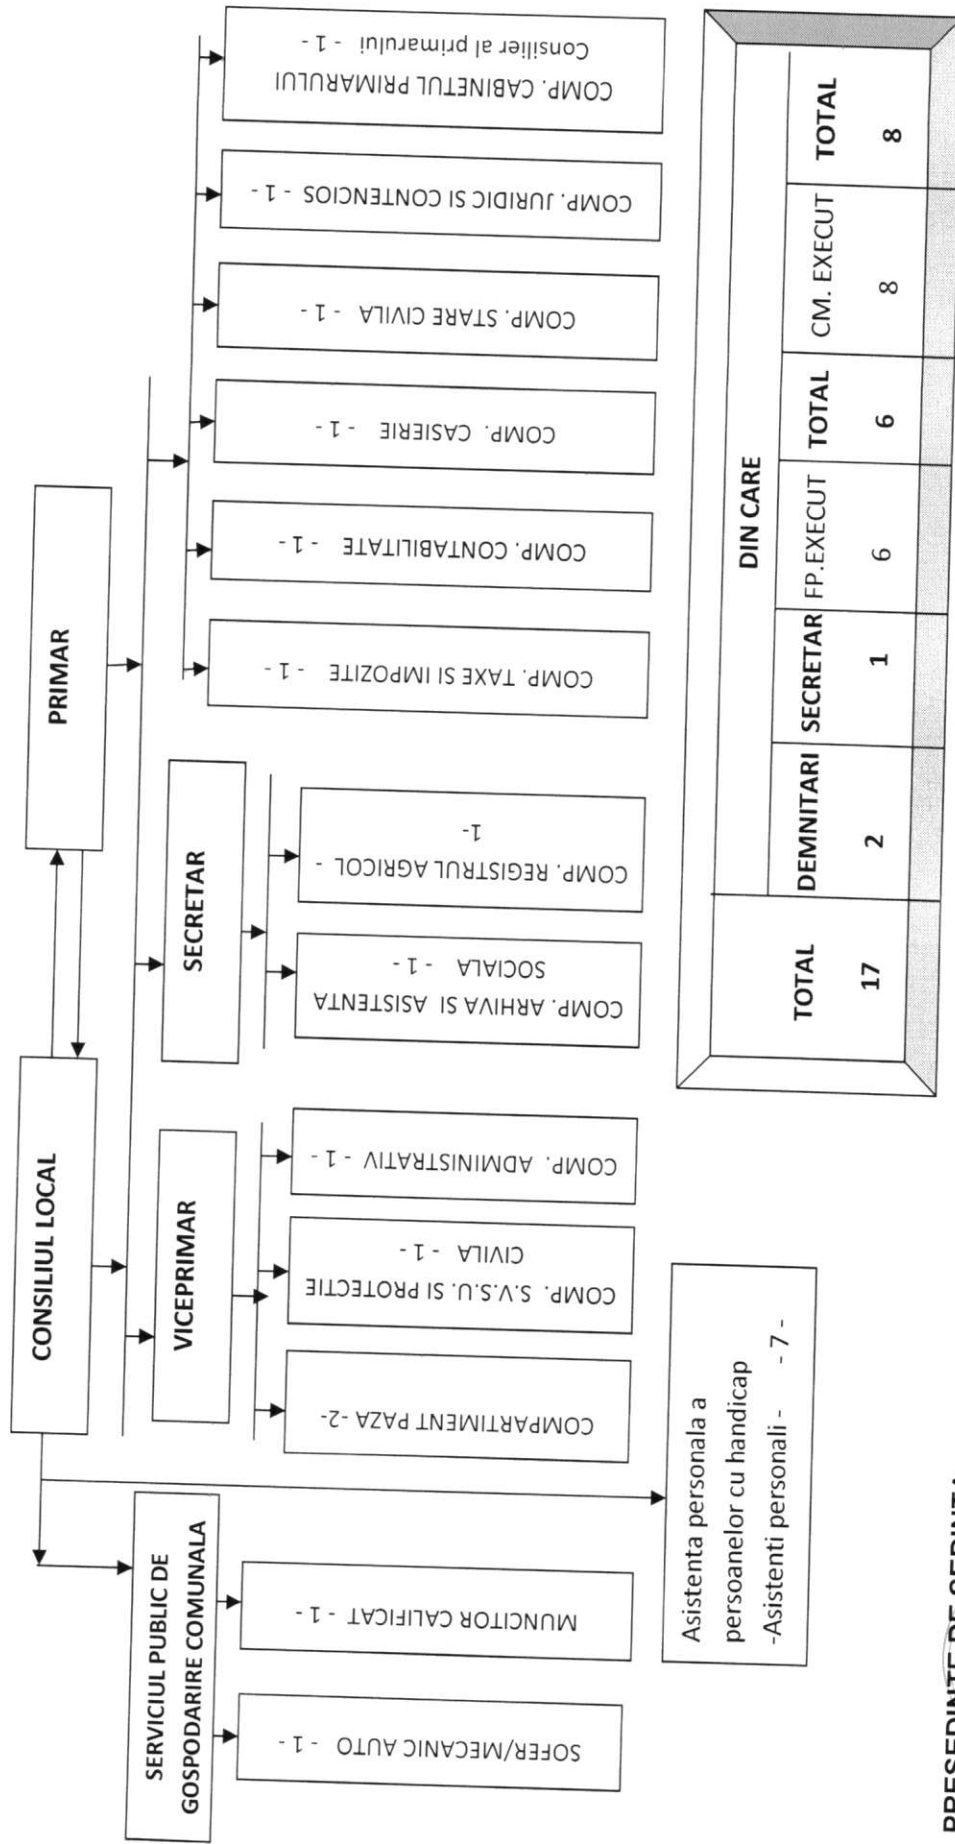 CONSILIUL LOCAL
PRIMAR
SERVICIUL PUBLIC DE
GOSPODARIRE COMUNALA
VICEPRIMAR
SECRETAR
SOFER/MECANIC AUTO - 1 -
MUNCITOR CALIFICAT - 1 -
COMPARTIMENT PAZA -2-
COMP. S.V.S.U. SI PROTECTIE
CIVILA - 1 -
COMP. ADMINISTRATIV - 1 -
COMP. ARHIVA SI ASISTENTA
SOCIALA - 1 -
COMP. REGISTRUL AGRICOL -
1-
COMP. TAXE SI IMPOZITE - 1 -
COMP. CONTABILITATE - 1 -
COMP. CASIERIE - 1 -
COMP. STARE CIVILA - 1 -
COMP. JURIDIC SI CONTENCIOS - 1 -
COMP. CABINETUL PRIMARULUI
Consilier al primarului - 1 -
Asistenta personala a
persoanelor cu handicap
-Asistenti personali - - 7 -
TOTAL
DIN CARE
DEMNITARI SECRETAR FP.EXECUT TOTAL CM. EXECUT TOTAL
17 2 1 6 6 8 8
PRESEDINTE DE SEDINTA